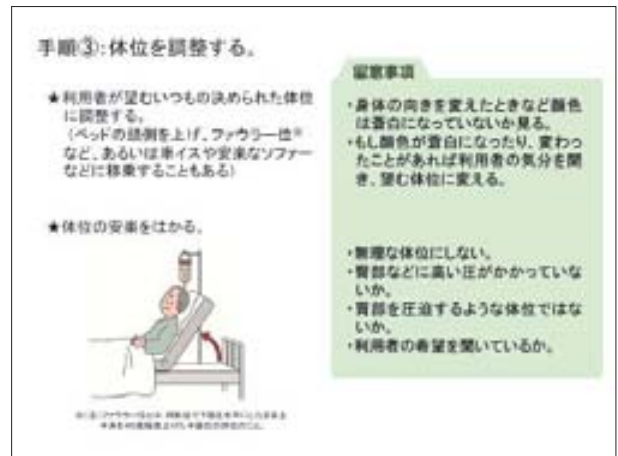 手順③:体位を調整する。
★利用者が望むいつもの決められた体位
に調整する。
(ベッドの頭側を上げ、ファウラー位※
など、あるいは車イスや安楽なソファー
などに移乗することもある)
★体位の安楽をはかる。
留意事項
・身体の向きを変えたときなど顔色
は蒼白になっていないか見る。
・もし顔色が蒼白になったり、変わっ
たことがあれば利用者の気分を聞
き、望む体位に変える。
・無理な体位にしない。
・臀部などに高い圧がかかっていな
いか。
・胃部を圧迫するような体位ではな
いか。
・利用者の希望を聞いているか。